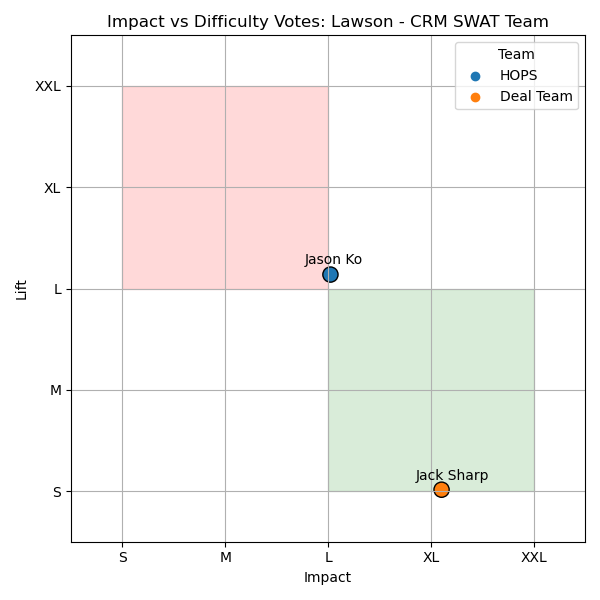 Impact vs Difficulty Votes: Lawson - CRM SWAT Team
Team
HOPS
Deal Team
XXL
XL
L
M
S
Lift
Jason Ko
Jack Sharp
S
M
L
XL
XXL
Impact